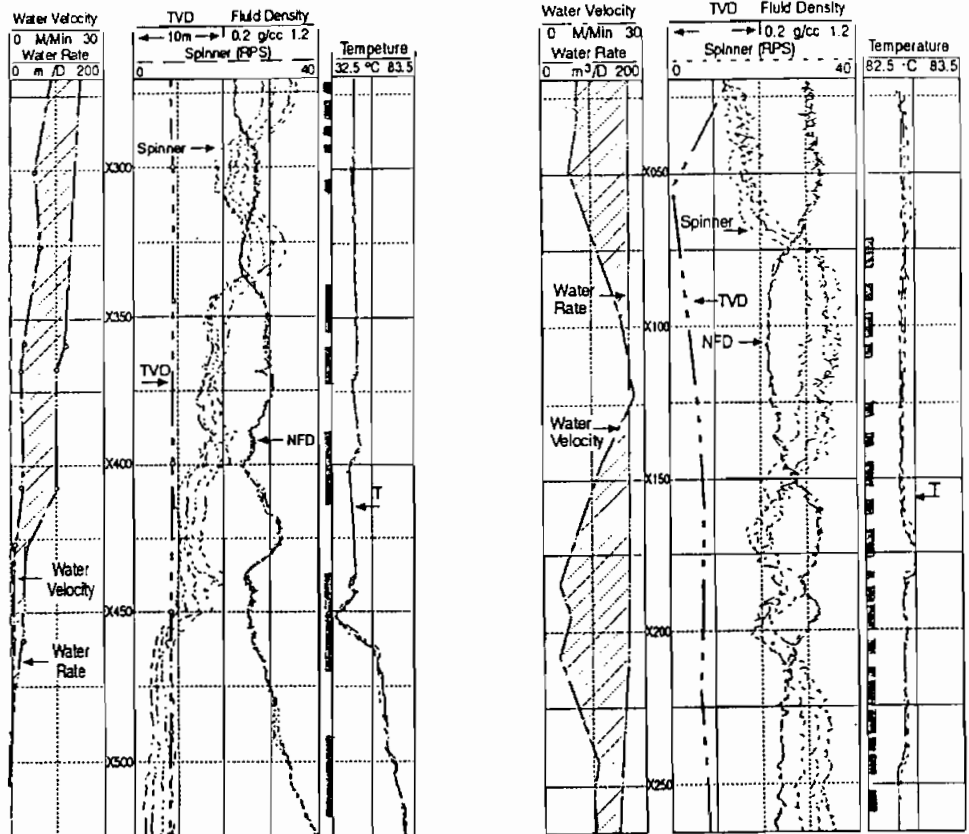 Water Velocity
0 M/Min 30
Water Rate
0 m /D 200
TVD Fluid Density
10m 0.2 g/cc 1.2
Spinner (RPS)
0 40
Tempeture
32.5 °C 83.5
Spinner
X300
X350
TVD
NFD
X400
T
Water
Velocity
X450
Water
Rate
X500
Water Velocity
0 M/Min 30
Water Rate
0 m³/D 200
TVD Fluid Density
0.2 g/cc 1.2
Spinner (RPS)
0 40
Temperature
82.5 °C 83.5
X050
Spinner
Water
Rate
TVD
X100
NFD
Water
Velocity
X150
T
X200
X250